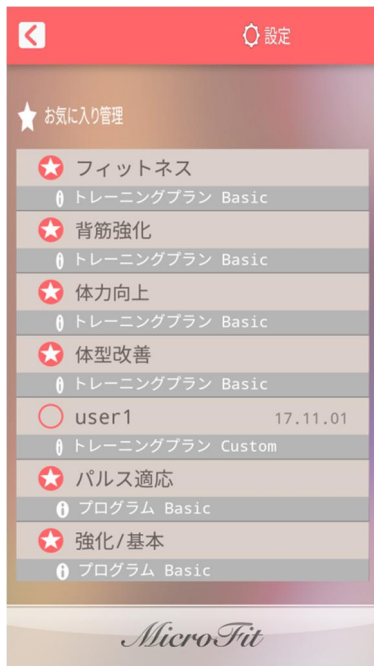 設定
お気に入り管理
フィットネス
トレーニングプラン Basic
背筋強化
トレーニングプラン Basic
体力向上
トレーニングプラン Basic
体型改善
トレーニングプラン Basic
user1 17.11.01
トレーニングプラン Custom
パルス適応
プログラム Basic
強化/基本
プログラム Basic
MicroFit